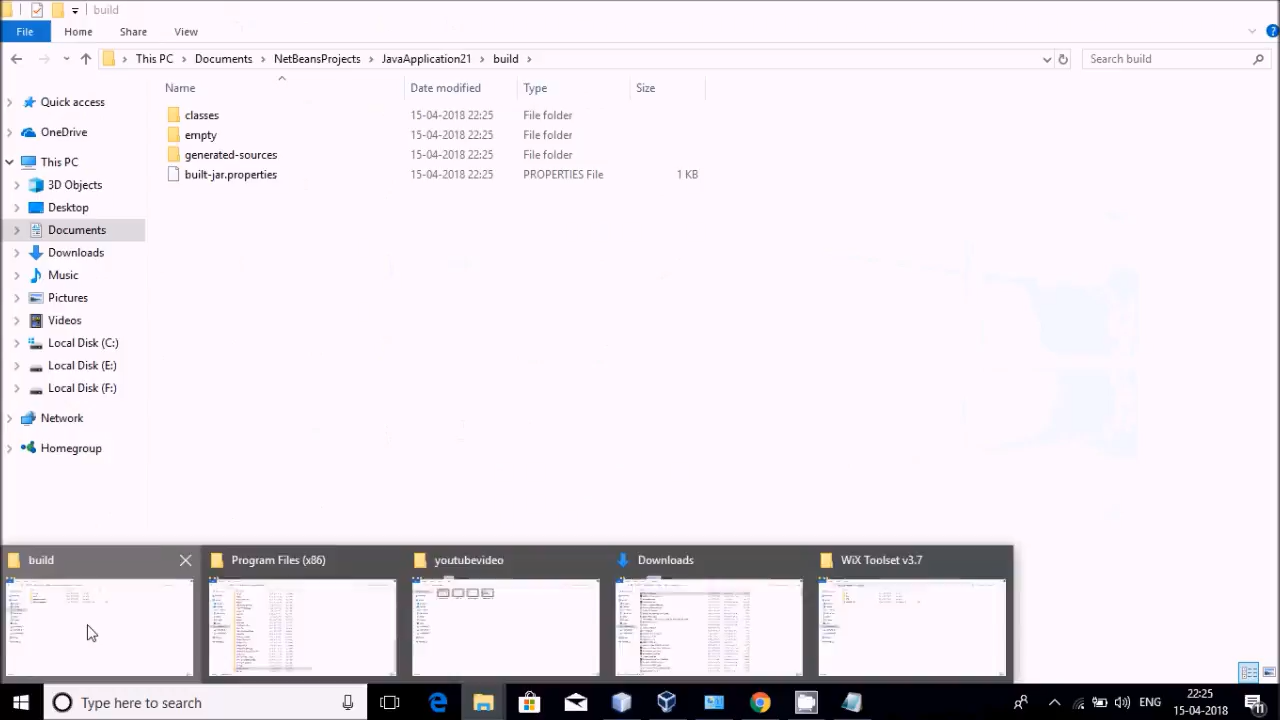 build
File Home Share View
This PC > Documents > NetBeansProjects > JavaApplication21 > build >
Search build
Name Date modified Type Size
Quick access
OneDrive
This PC
3D Objects
Desktop
Documents
Downloads
Music
Pictures
Videos
Local Disk (C:)
Local Disk (E:)
Local Disk (F:)
Network
Homegroup
classes 15-04-2018 22:25 File folder
empty 15-04-2018 22:25 File folder
generated-sources 15-04-2018 22:25 File folder
built-jar.properties 15-04-2018 22:25 PROPERTIES File 1 KB
build
Program Files (x86)
youtubevideo
Downloads
WiX Toolset v3.7
Type here to search
ENG
22:25
15-04-2018